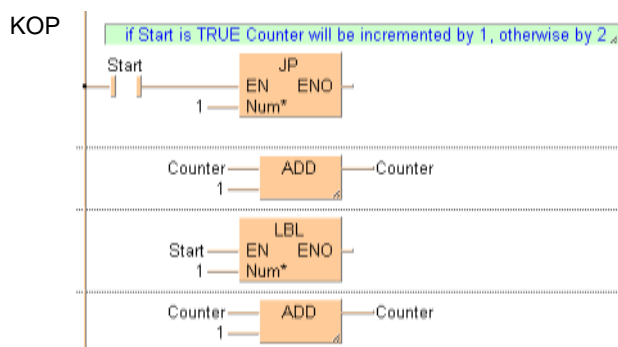 KOP
if Start is TRUE Counter will be incremented by 1, otherwise by 2
Start
JP
EN ENO
1 Num*
Counter ADD Counter
1
LBL
Start EN ENO
1 Num*
Counter ADD Counter
1